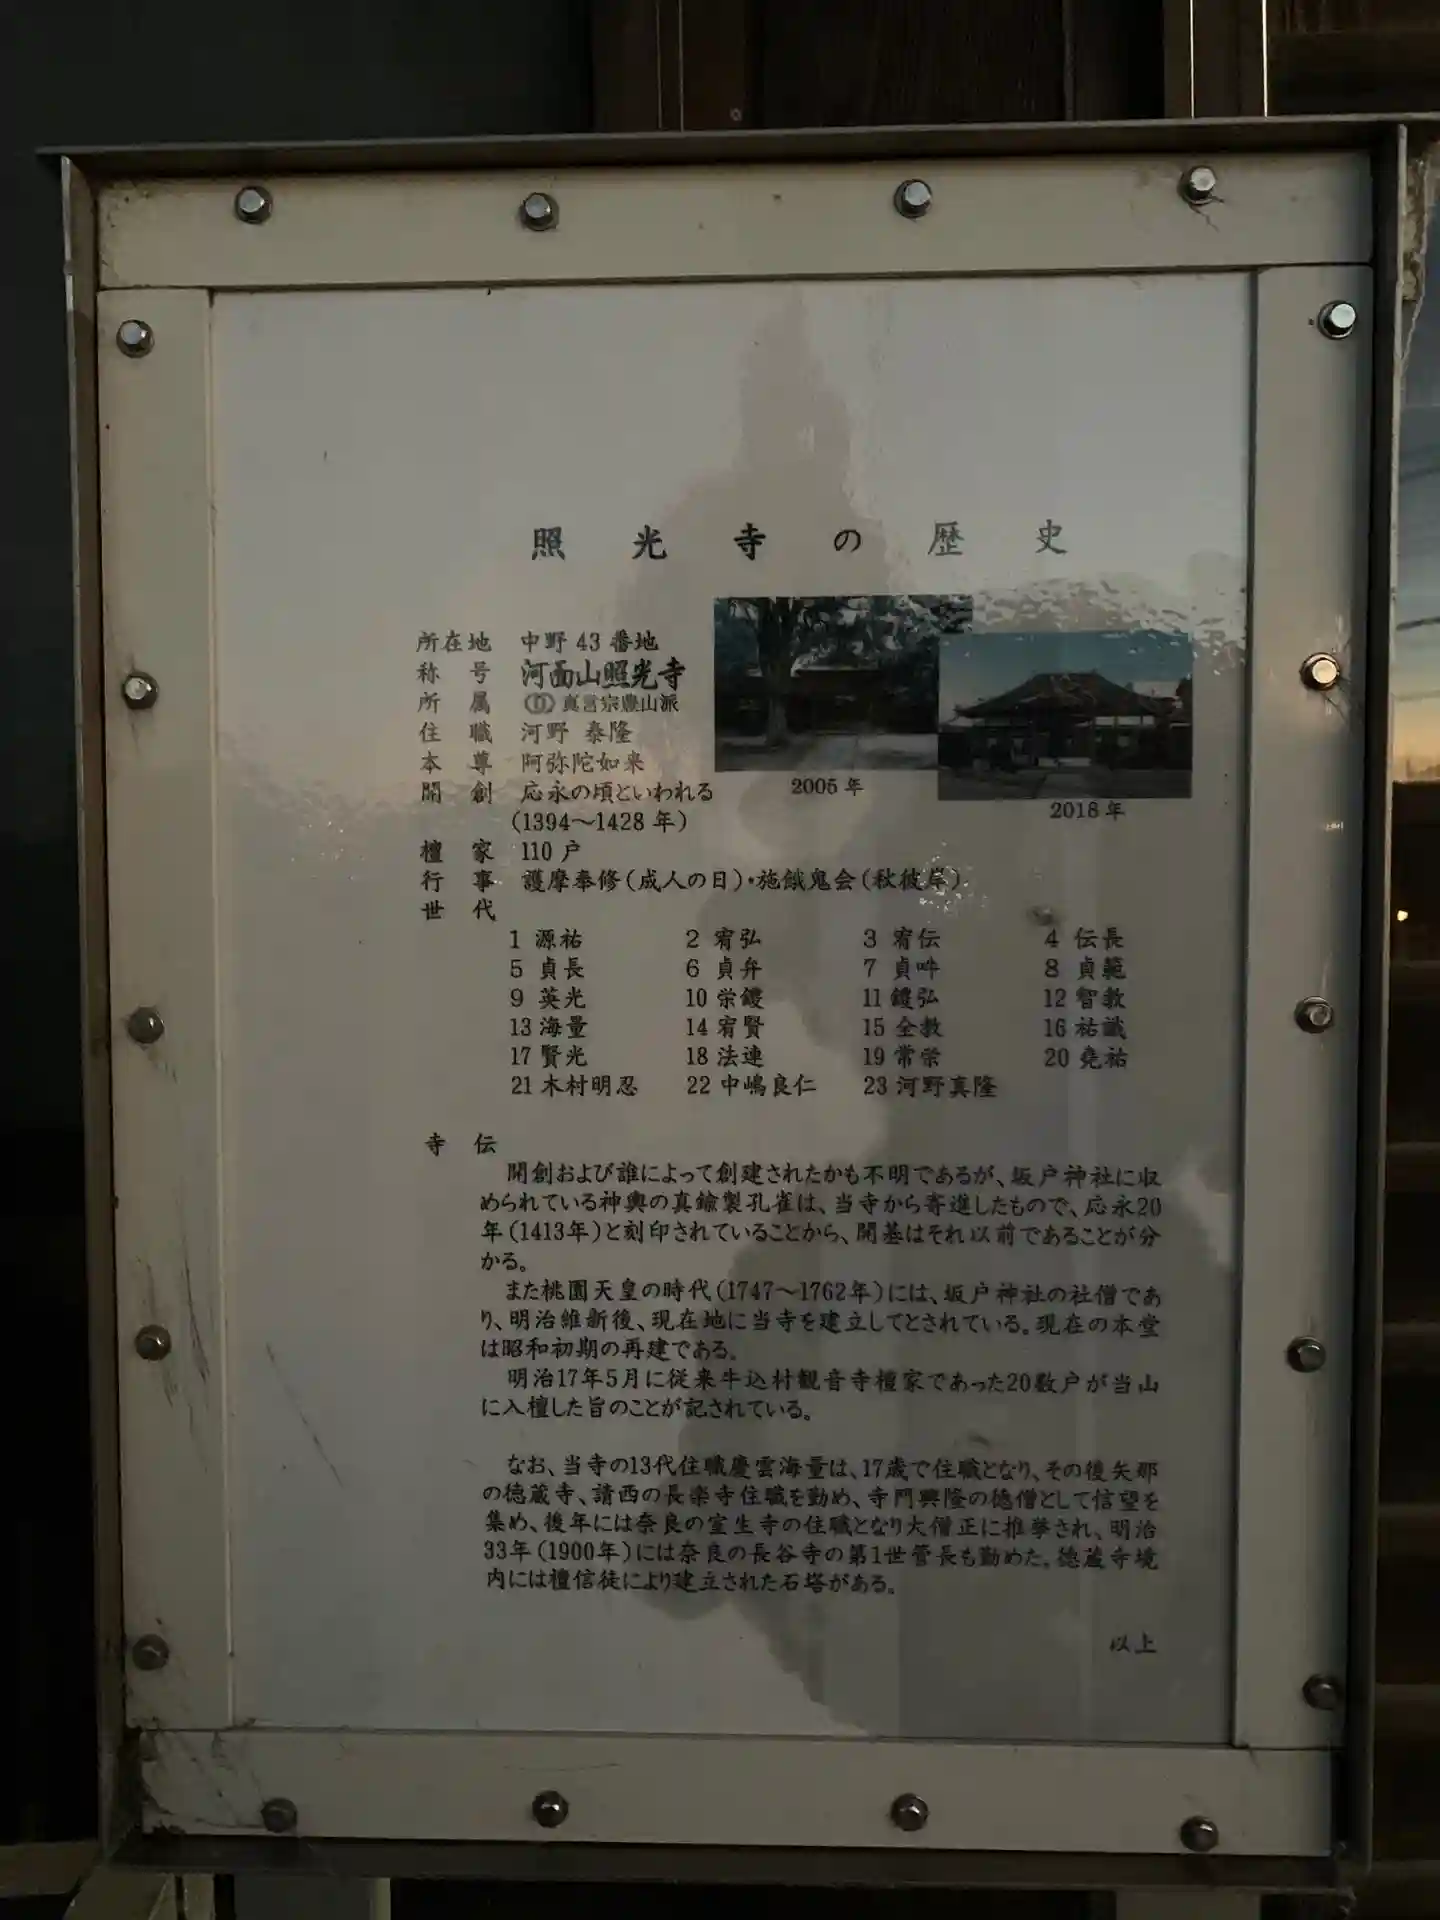 照光寺の歴史
所在地 中野 43 番地
称号 河面山照光寺
所属 真言宗豊山派
住職 河野 泰隆
本尊 阿弥陀如来
開創 応永の頃といわれる
(1394～1428 年)
2005 年
2018 年
檀家 110 戸
行事 護摩奉修(成人の日)・施餓鬼会(秋彼岸)
世代
1 源祐 2 宥弘 3 宥伝 4 伝長
5 貞長 6 貞弁 7 貞吽 8 貞範
9 英光 10 栄鑁 11 鑁弘 12 智教
13 海量 14 宥賢 15 全教 16 祐識
17 賢光 18 法連 19 常栄 20 堯祐
21 木村明忍 22 中嶋良仁 23 河野真隆
寺伝
開創および誰によって創建されたかも不明であるが、坂戸神社に収
められている神輿の真鍮製孔雀は、当寺から寄進したもので、応永20
年(1413年)と刻印されていることから、開基はそれ以前であることが分
かる。
また桃園天皇の時代(1747～1762年)には、坂戸神社の社僧であ
り、明治維新後、現在地に当寺を建立してとされている。現在の本堂
は昭和初期の再建である。
明治17年5月に従来牛込村観音寺檀家であった20数戸が当山
に入檀した旨のことが記されている。
なお、当寺の13代住職慶雲海量は、17歳で住職となり、その後矢那
の徳蔵寺、請西の長楽寺住職を勤め、寺門興隆の徳僧として信望を
集め、後年には奈良の室生寺の住職となり大僧正に推挙され、明治
33年(1900年)には奈良の長谷寺の第1世管長も勤めた。徳蔵寺境
内には檀信徒により建立された石塔がある。
以上